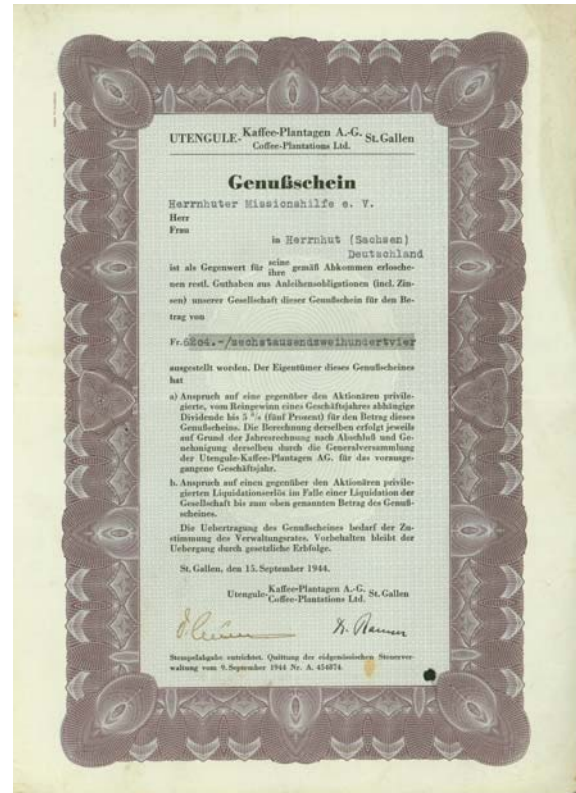 UTENGULE- Kaffee-Plantagen A.-G. St. Gallen
Coffee-Plantations Ltd.
Genußschein
Herrnhuter Missionshilfe e. V.
Herr
Frau
in Herrnhut (Sachsen)
Deutschland
ist als Gegenwert für seine ihre gemäß Abkommen erlosche-
nen restl. Guthaben aus Anleihensobligationen (incl. Zin-
sen) unserer Gesellschaft dieser Genußschein für den Be-
trag von
Fr. 6204.-/sechstausendzweihundertvier
ausgestellt worden. Der Eigentümer dieses Genußscheines
hat
a) Anspruch auf eine gegenüber den Aktionären privile-
gierte, vom Reingewinn eines Geschäftsjahres abhängige
Dividende bis 5 % (fünf Prozent) für den Betrag dieses
Genußscheins. Die Berechnung derselben erfolgt jeweils
auf Grund der Jahresrechnung nach Abschluß und Ge-
nehmigung derselben durch die Generalversammlung
der Utengule-Kaffee-Plantagen AG. für das vorausge-
gangene Geschäftsjahr.
b. Anspruch auf einen gegenüber den Aktionären privile-
gierten Liquidationserlös im Falle einer Liquidation der
Gesellschaft bis zum oben genannten Betrag des Genuß-
scheines.
Die Uebertragung des Genußscheines bedarf der Zu-
stimmung des Verwaltungsrates. Vorbehalten bleibt der
Uebergang durch gesetzliche Erbfolge.
St. Gallen, den 15. September 1944.
Utengule- Kaffee-Plantagen A.-G. St. Gallen
Coffee-Plantations Ltd.
Stempelabgabe entrichtet. Quittung der eidgenössischen Steuerver-
waltung vom 9. September 1944 Nr. A. 454074.